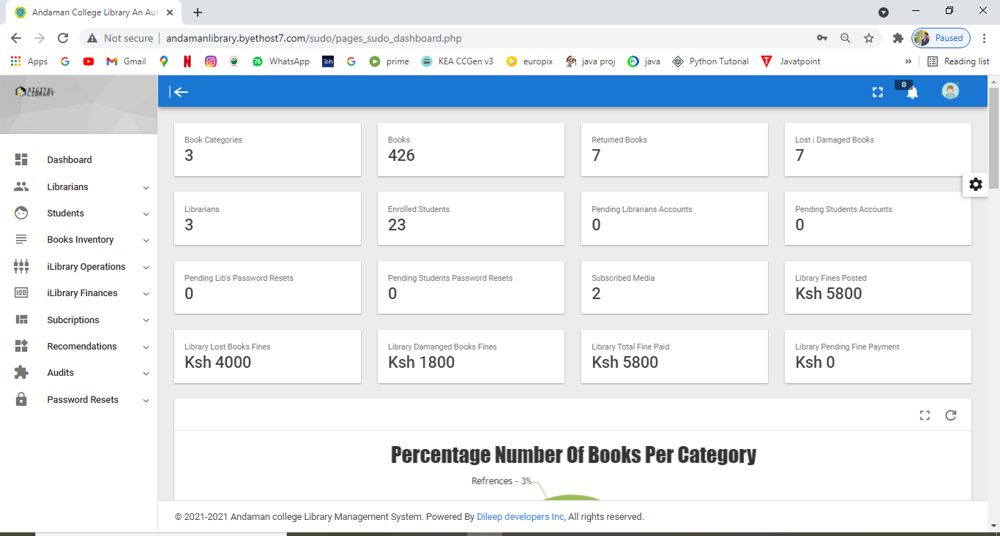 Andaman College Library An Aut
Not secure | andamanlibrary.byethost7.com/sudo/pages_sudo_dashboard.php
Paused
Apps
Gmail
WhatsApp
prime
KEA CCGen v3
europix
java proj
java
Python Tutorial
Javatpoint
»
Reading list
DIGITAL
LIBRARY
0
Dashboard
Librarians
Students
Books Inventory
iLibrary Operations
iLibrary Finances
Subcriptions
Recomendations
Audits
Password Resets
Book Categories
3
Books
426
Returned Books
7
Lost | Damaged Books
7
Librarians
3
Enrolled Students
23
Pending Librarians Accounts
0
Pending Students Accounts
0
Pending Lib's Password Resets
0
Pending Students Password Resets
0
Subscribed Media
2
Library Fines Posted
Ksh 5800
Library Lost Books Fines
Ksh 4000
Library Damanged Books Fines
Ksh 1800
Library Total Fine Paid
Ksh 5800
Library Pending Fine Payment
Ksh 0
Percentage Number Of Books Per Category
Refrences - 3%
© 2021-2021 Andaman college Library Management System. Powered By Dileep developers Inc, All rights reserved.